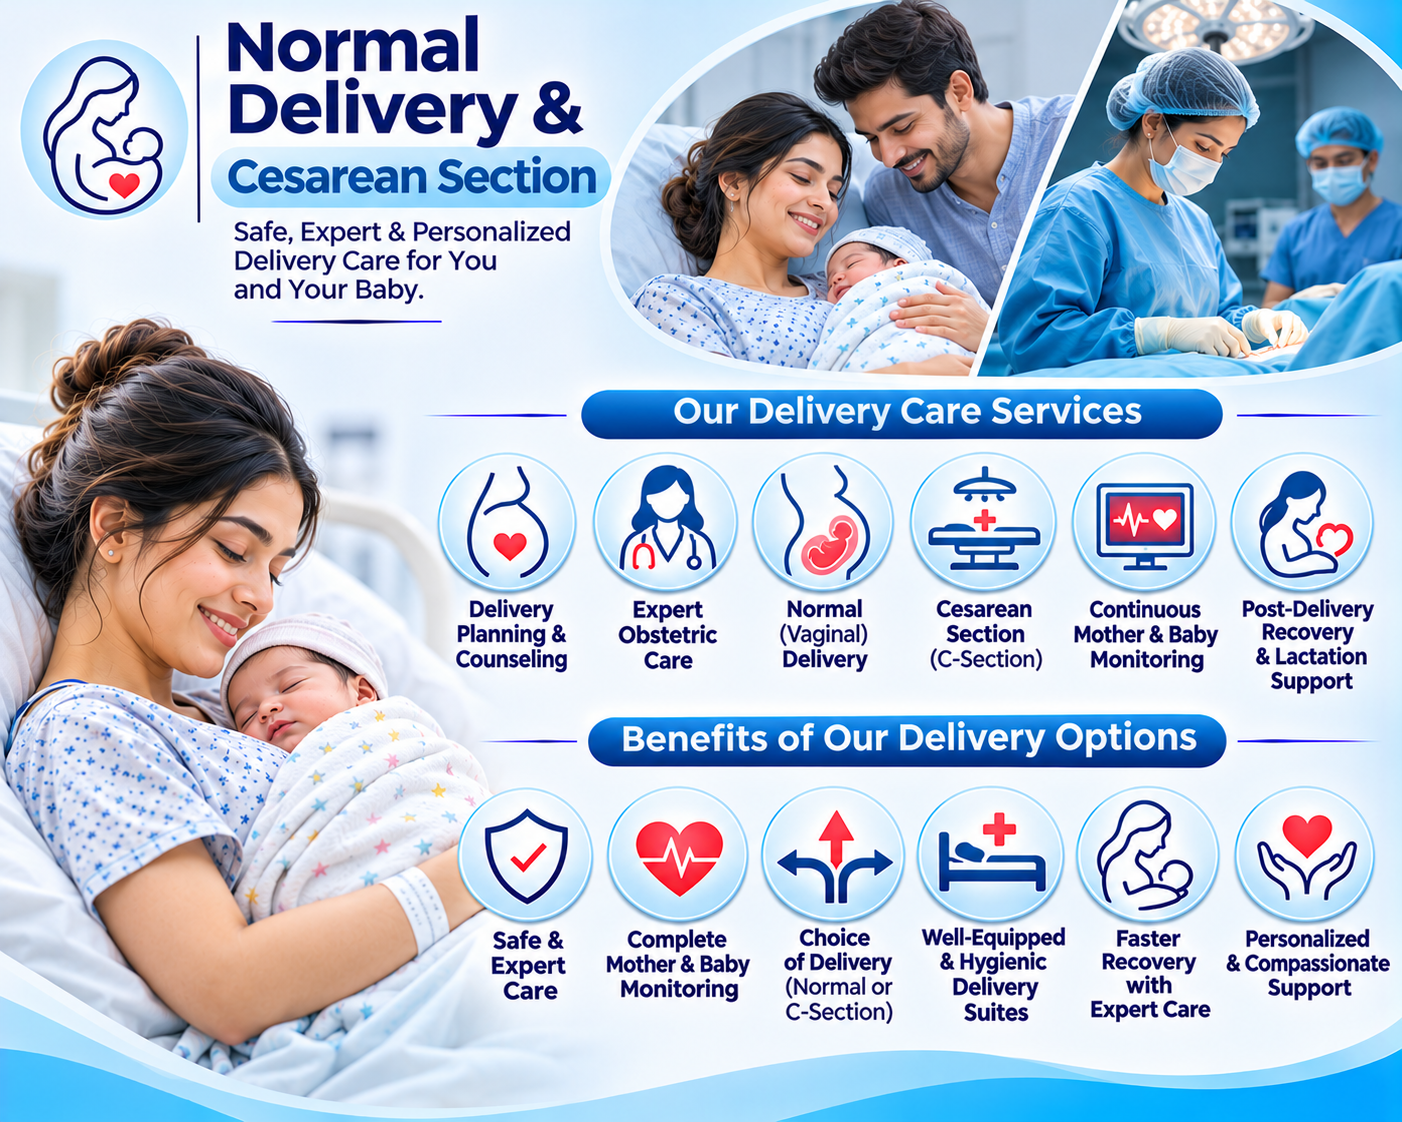 Normal
Delivery &
Cesarean Section
Safe, Expert & Personalized
Delivery Care for You
and Your Baby.
Our Delivery Care Services
Delivery
Planning &
Counseling
Expert
Obstetric
Care
Normal
(Vaginal)
Delivery
Cesarean
Section
(C-Section)
Continuous
Mother & Baby
Monitoring
Post-Delivery
Recovery
& Lactation
Support
Benefits of Our Delivery Options
Safe &
Expert
Care
Complete
Mother & Baby
Monitoring
Choice
of Delivery
(Normal or
C-Section)
Well-Equipped
& Hygienic
Delivery
Suites
Faster
Recovery
with
Expert Care
Personalized
& Compassionate
Support